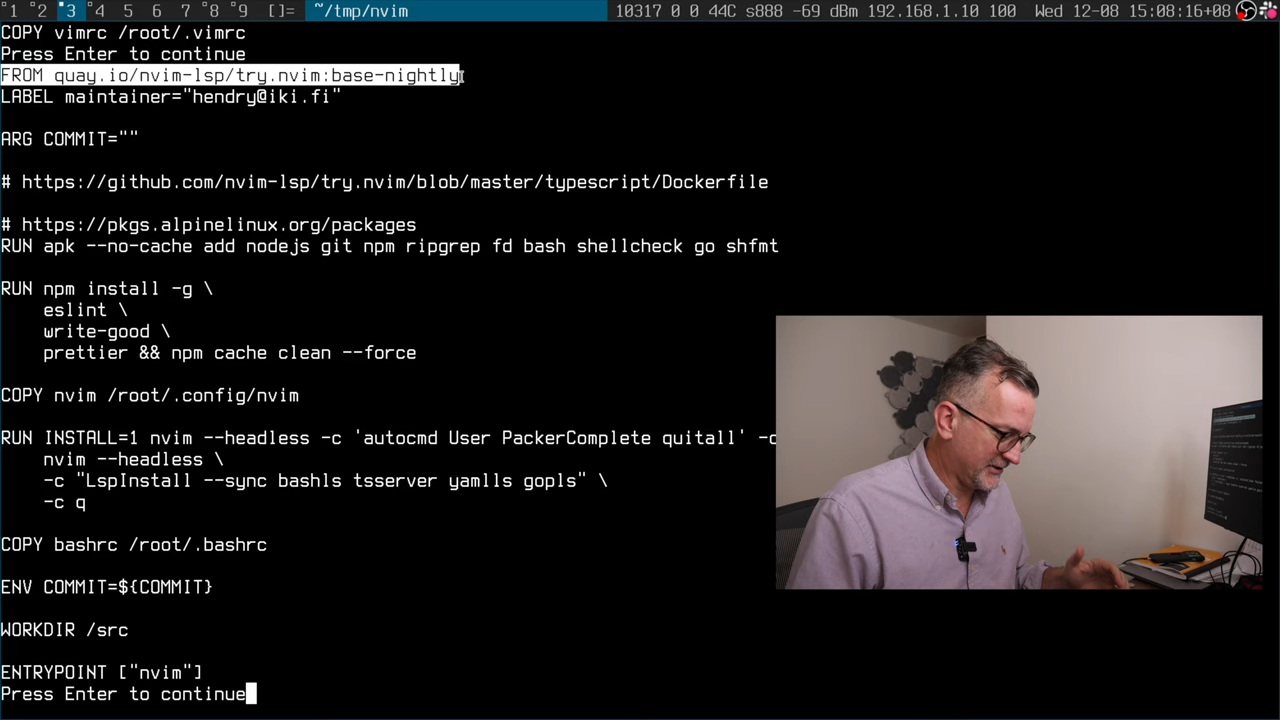 1 2 3 4 5 6 7 8 9 []= ~/tmp/nvim 10317 0 0 44C s888 -69 dBm 192.168.1.10 100 Wed 12-08 15:08:16+08
COPY vimrc /root/.vimrc
Press Enter to continue
FROM quay.io/nvim-lsp/try.nvim:base-nightly
LABEL maintainer="hendry@iki.fi"
ARG COMMIT=""
# https://github.com/nvim-lsp/try.nvim/blob/master/typescript/Dockerfile
# https://pkgs.alpinelinux.org/packages
RUN apk --no-cache add nodejs git npm ripgrep fd bash shellcheck go shfmt
RUN npm install -g \
eslint \
write-good \
prettier && npm cache clean --force
COPY nvim /root/.config/nvim
RUN INSTALL=1 nvim --headless -c 'autocmd User PackerComplete quitall' -c
nvim --headless \
-c "LspInstall --sync bashls tsserver yamlls gopls" \
-c q
COPY bashrc /root/.bashrc
ENV COMMIT=${COMMIT}
WORKDIR /src
ENTRYPOINT ["nvim"]
Press Enter to continue